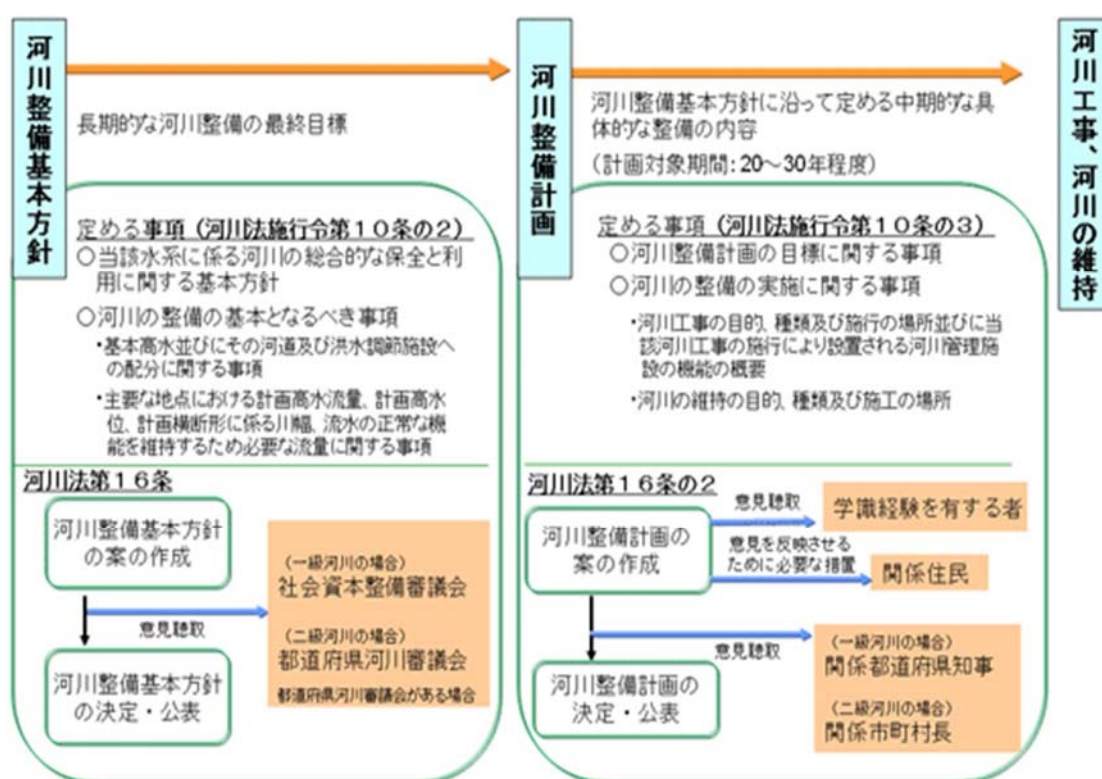 河川整備基本方針
長期的な河川整備の最終目標
定める事項（河川法施行令第１０条の２）
○当該水系に係る河川の総合的な保全と利
用に関する基本方針
○河川の整備の基本となるべき事項
・基本高水並びにその河道及び洪水調節施設へ
の配分に関する事項
・主要な地点における計画高水流量、計画高水
位、計画横断形に係る川幅、流水の正常な機
能を維持するため必要な流量に関する事項
河川法第１６条
河川整備基本方針
の案の作成
意見聴取
（一級河川の場合）
社会資本整備審議会
（二級河川の場合）
都道府県河川審議会
都道府県河川審議会がある場合
河川整備基本方針
の決定・公表
河川整備計画
河川整備基本方針に沿って定める中期的な具
体的な整備の内容
（計画対象期間：20～30年程度）
定める事項（河川法施行令第１０条の３）
○河川整備計画の目標に関する事項
○河川の整備の実施に関する事項
・河川工事の目的、種類及び施行の場所並びに当
該河川工事の施行により設置される河川管理施
設の機能の概要
・河川の維持の目的、種類及び施工の場所
河川法第１６条の２
河川整備計画の
案の作成
意見聴取
学識経験を有する者
意見を反映させる
ために必要な措置
関係住民
意見聴取
（一級河川の場合）
関係都道府県知事
（二級河川の場合）
関係市町村長
河川整備計画の
決定・公表
河川工事、河川の維持